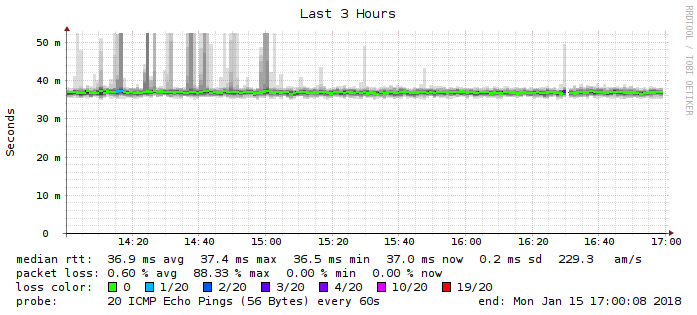 Last 3 Hours
RRDTOOL / TOBI OETIKER
Seconds
50 m
40 m
30 m
20 m
10 m
0
14:20 14:40 15:00 15:20 15:40 16:00 16:20 16:40 17:00
median rtt: 36.9 ms avg 37.4 ms max 36.5 ms min 37.0 ms now 0.2 ms sd 229.3 am/s
packet loss: 0.60 % avg 88.33 % max 0.00 % min 0.00 % now
loss color: 0 1/20 2/20 3/20 4/20 10/20 19/20
probe: 20 ICMP Echo Pings (56 Bytes) every 60s end: Mon Jan 15 17:00:08 2018